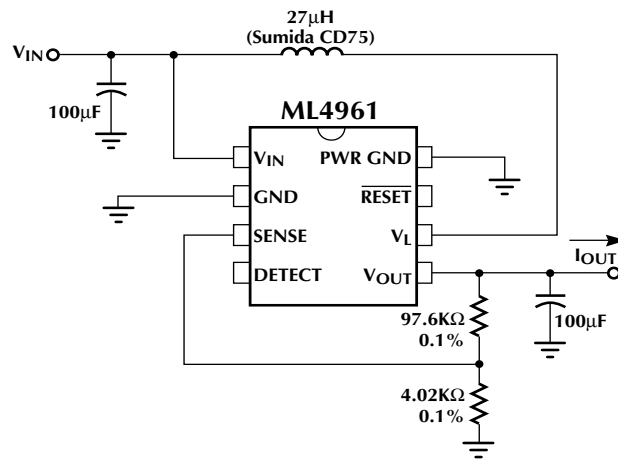 27μH
(Sumida CD75)
VIN
100μF
ML4961
VIN
PWR GND
GND
RESET
SENSE
VL
DETECT
VOUT
IOUT
97.6KΩ
0.1%
100μF
4.02KΩ
0.1%